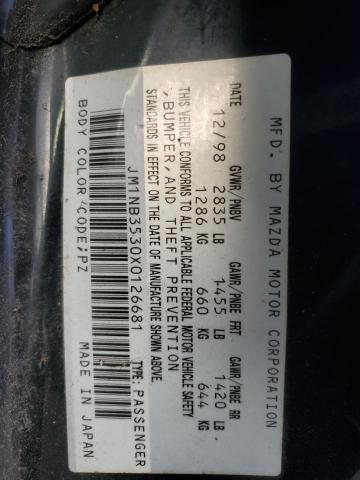 MFD. BY MAZDA MOTOR CORPORATION
DATE GVWR/PNBV GAWR/PNBE FRT GAWR/PNBE RR
12/98 2835 LB 1455 LB 1420 LB
1286 KG 660 KG 644 KG
THIS VEHICLE CONFORMS TO ALL APPLICABLE FEDERAL MOTOR VEHICLE SAFETY
,BUMPER,AND THEFT PREVENTION
STANDARDS IN EFFECT ON THE DATE OF MANUFACTURE SHOWN ABOVE.
JM1NB3530X0126681 TYPE:PASSENGER
BODY COLOR CODE;PZ MADE IN JAPAN